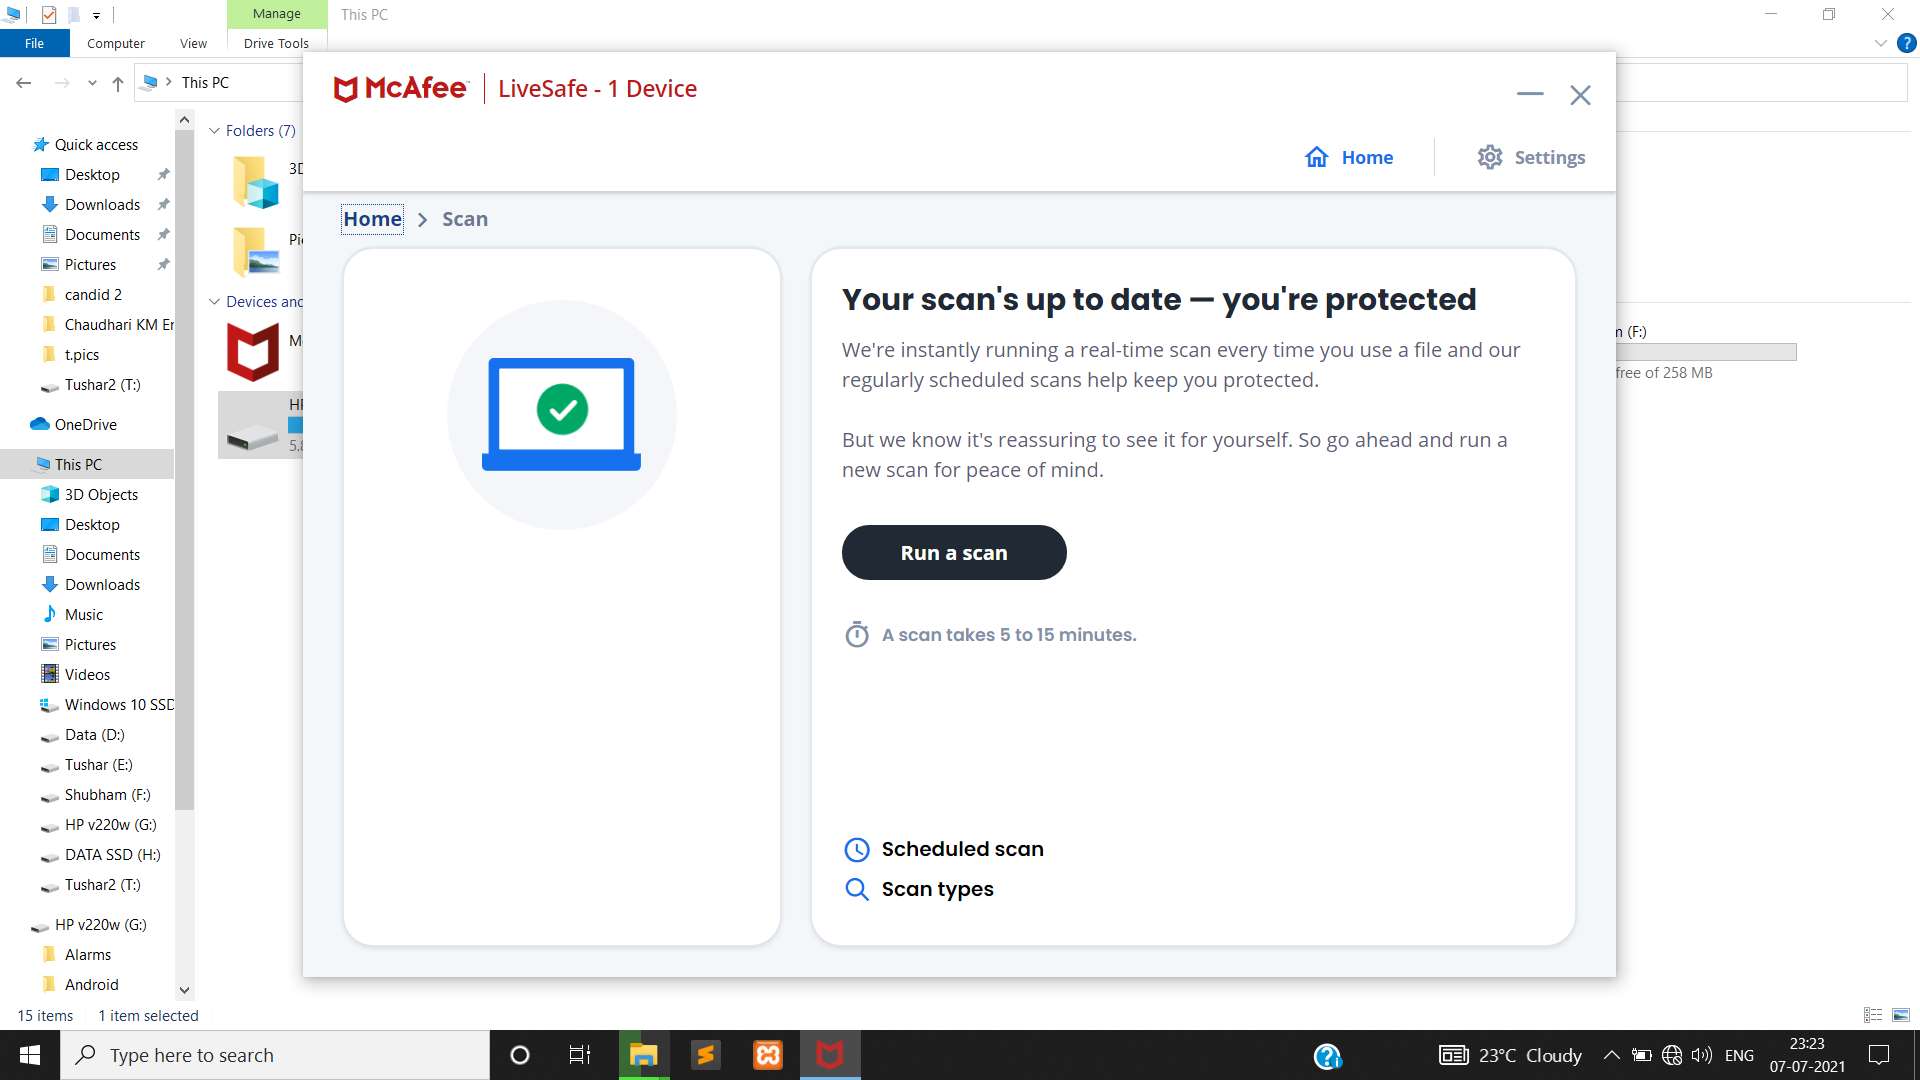 Manage
This PC
File
Computer
View
Drive Tools
This PC
McAfee
LiveSafe - 1 Device
Home
Settings
Home > Scan
Quick access
Desktop
Downloads
Documents
Pictures
candid 2
Chaudhari KM Er
t.pics
Tushar2 (T:)
OneDrive
This PC
3D Objects
Desktop
Documents
Downloads
Music
Pictures
Videos
Windows 10 SSD
Data (D:)
Tushar (E:)
Shubham (F:)
HP v220w (G:)
DATA SSD (H:)
Tushar2 (T:)
HP v220w (G:)
Alarms
Android
Folders (7)
3D
Pic
Devices and
M
HP
5.8
Your scan's up to date — you're protected
We're instantly running a real-time scan every time you use a file and our
regularly scheduled scans help keep you protected.
But we know it's reassuring to see it for yourself. So go ahead and run a
new scan for peace of mind.
Run a scan
A scan takes 5 to 15 minutes.
Scheduled scan
Scan types
n (F:)
free of 258 MB
15 items
1 item selected
Type here to search
23°C Cloudy
ENG
23:23
07-07-2021